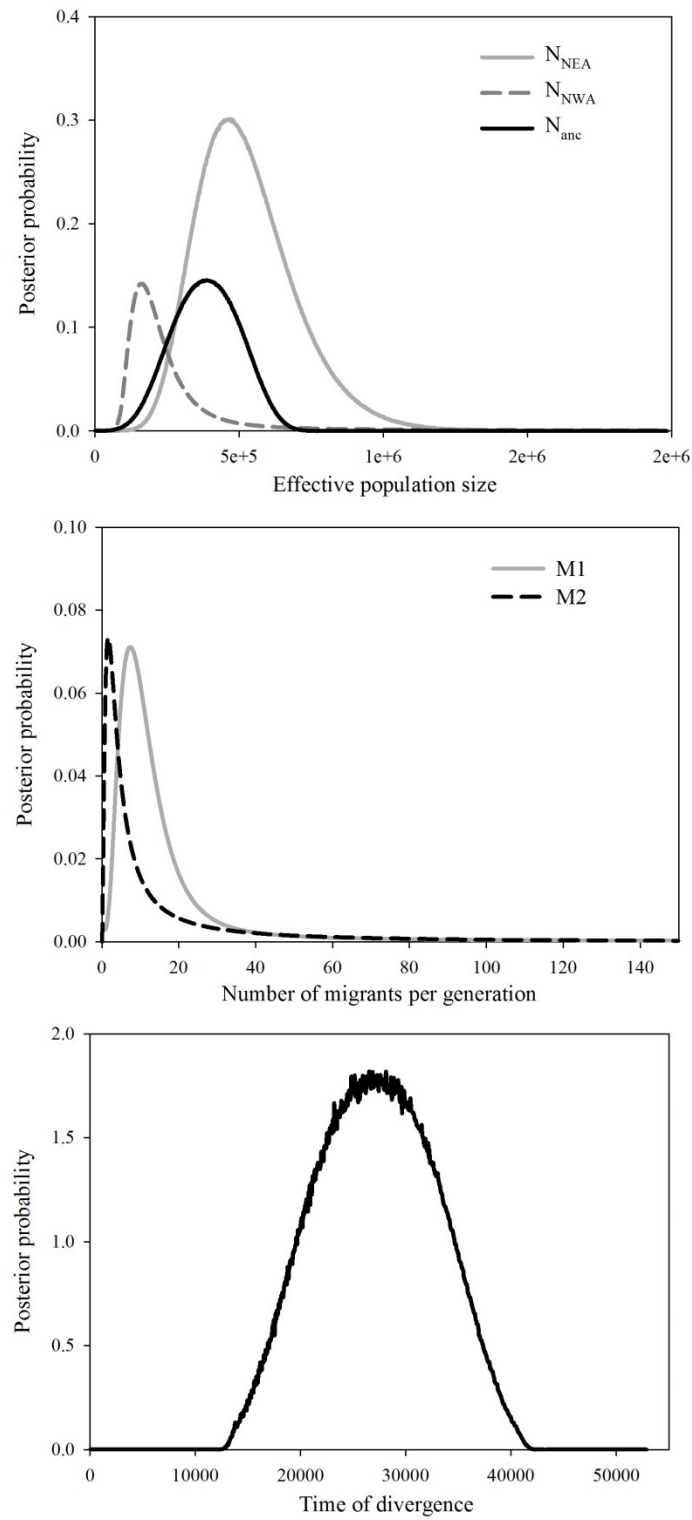 0.4
0.3
0.2
0.1
0.0
Posterior probability
N_NEA
N_NWA
N_anc
0 5e+5 1e+6 2e+6 2e+6
Effective population size
0.10
0.08
0.06
0.04
0.02
0.00
Posterior probability
M1
M2
0 20 40 60 80 100 120 140
Number of migrants per generation
2.0
1.5
1.0
0.5
0.0
Posterior probability
0 10000 20000 30000 40000 50000
Time of divergence